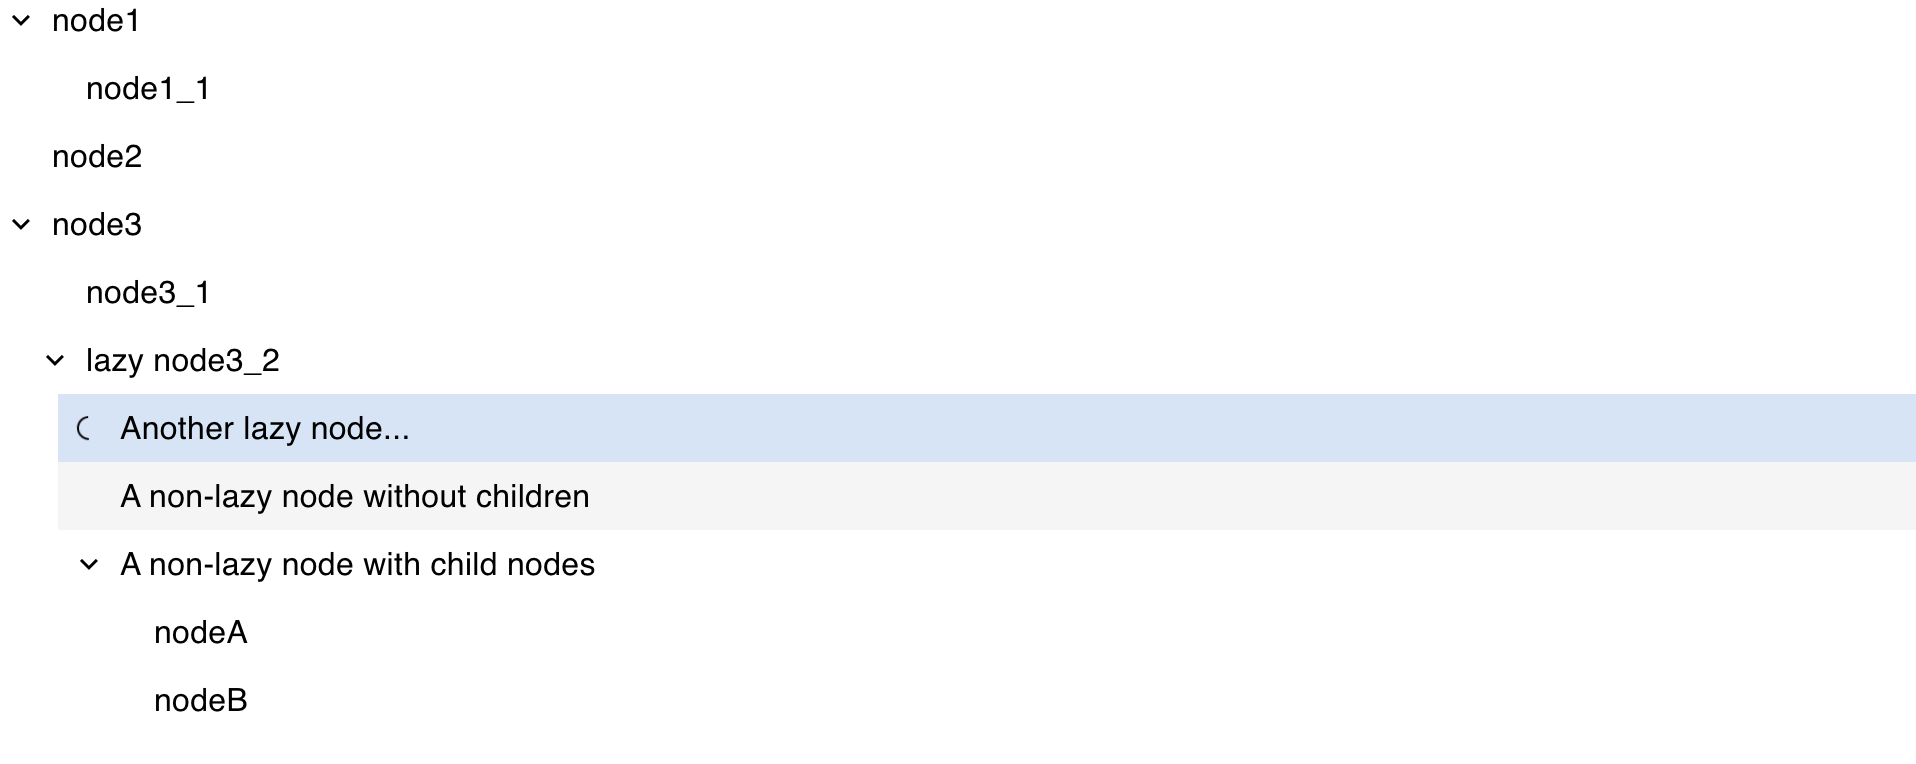 node1
node1_1
node2
node3
node3_1
lazy node3_2
Another lazy node...
A non-lazy node without children
A non-lazy node with child nodes
nodeA
nodeB